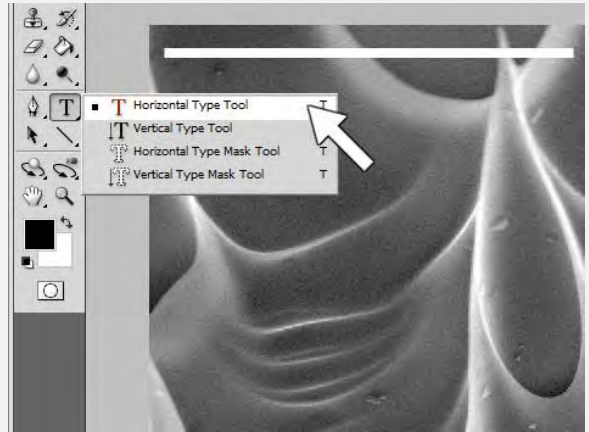 T
Horizontal Type Tool T
Vertical Type Tool
Horizontal Type Mask Tool T
Vertical Type Mask Tool T